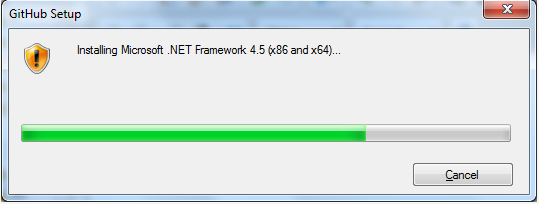 GitHub Setup
Installing Microsoft .NET Framework 4.5 (x86 and x64)...
Cancel